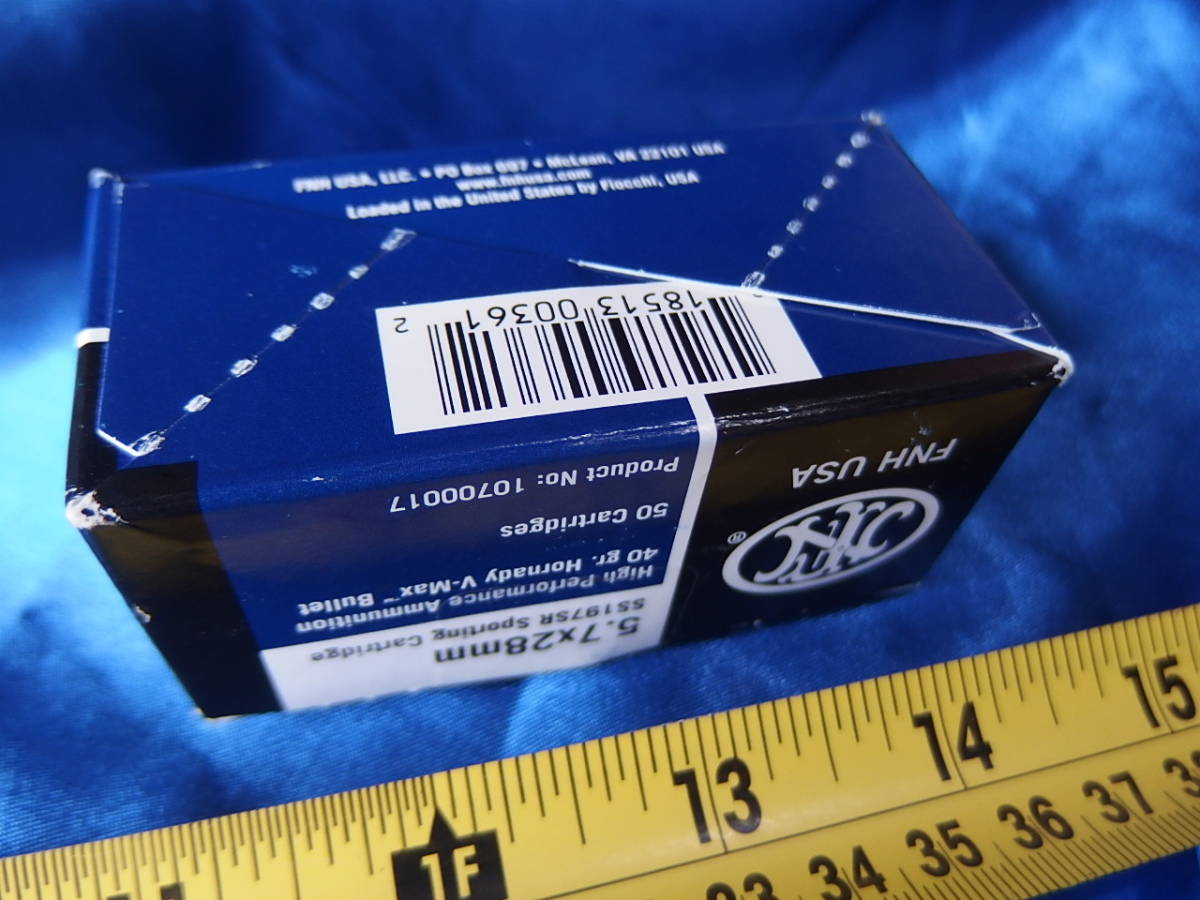 FNH USA, LLC. • PO Box 697 • McLean, VA 22101 USA
www.fnhusa.com
Loaded in the United States by Fiocchi, USA
18513 00361 2
FNH USA
FN®
5.7x28mm
SS197SR Sporting Cartridge
High Performance Ammunition
40 gr. Hornady V-Max™ Bullet
50 Cartridges
Product No: 10700017
1F 13 14 15
33 34 35 36 37 38